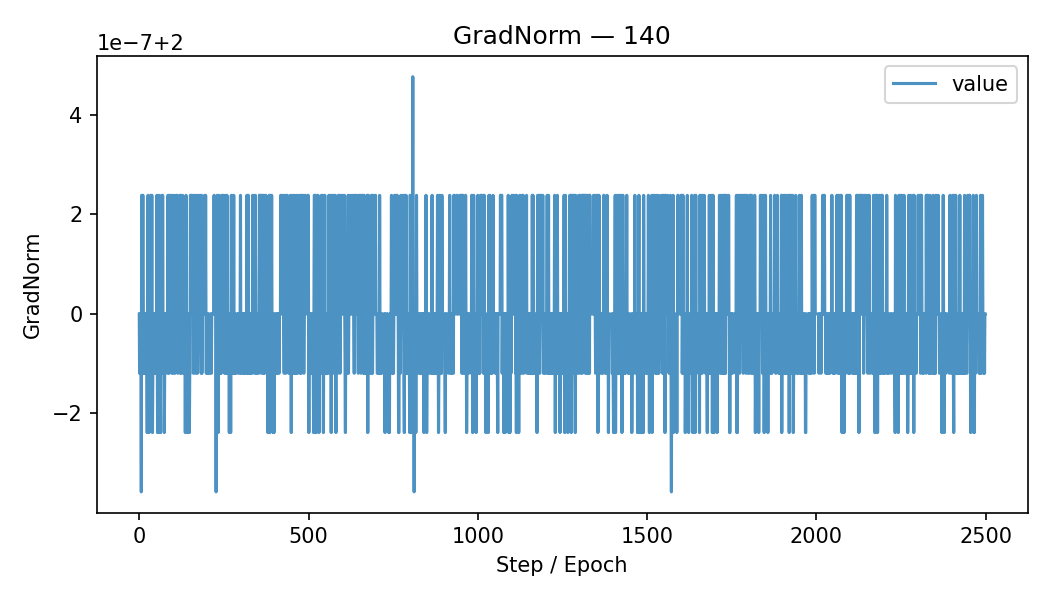 GradNorm — 140
1e−7+2
value
4
2
0
−2
GradNorm
0 500 1000 1500 2000 2500
Step / Epoch